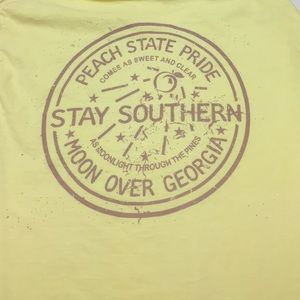 PEACH STATE PRIDE
COMES AS SWEET AND CLEAR
STAY SOUTHERN
AS MOONLIGHT THROUGH THE PINES
MOON OVER GEORGIA